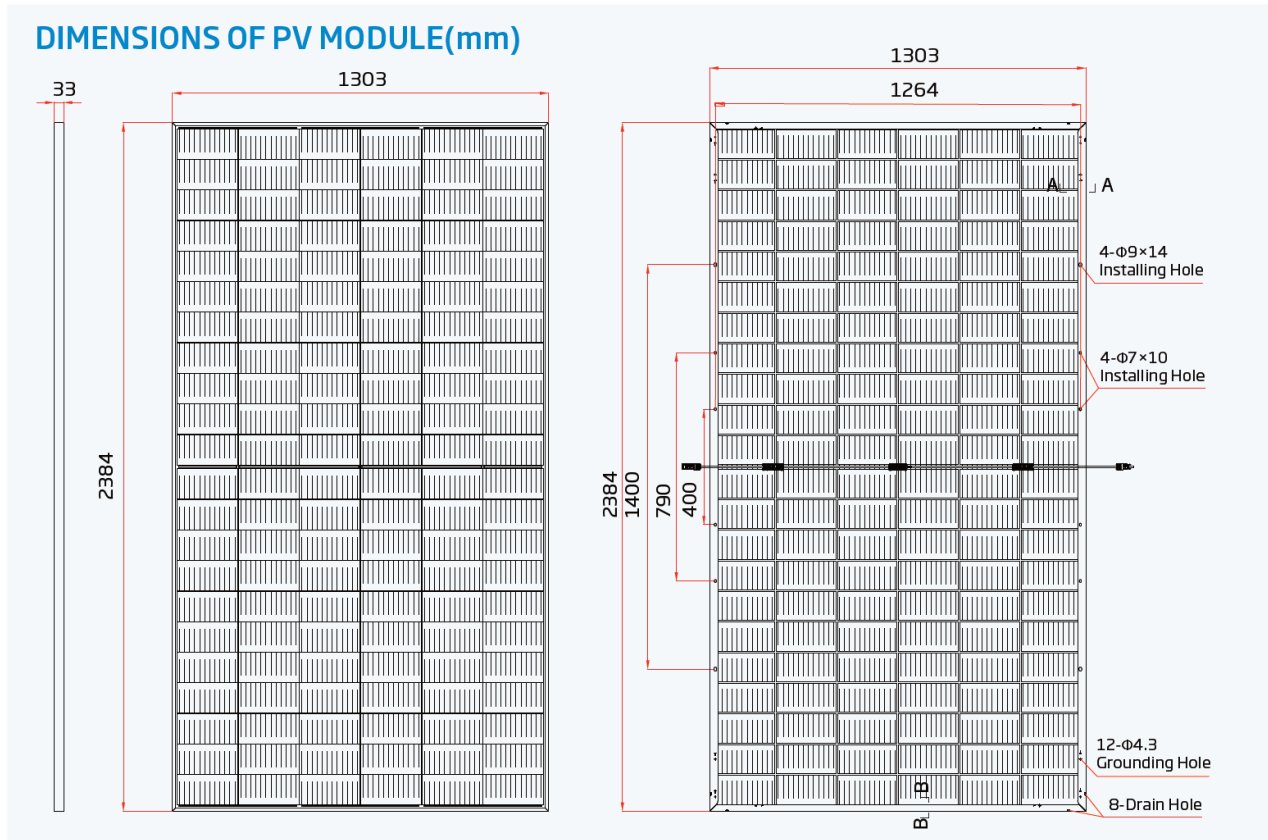 DIMENSIONS OF PV MODULE(mm)
33
1303
2384
1303
1264
A A
4-Φ9×14
Installing Hole
4-Φ7×10
Installing Hole
2384
1400
790
400
12-Φ4.3
Grounding Hole
8-Drain Hole
B
B